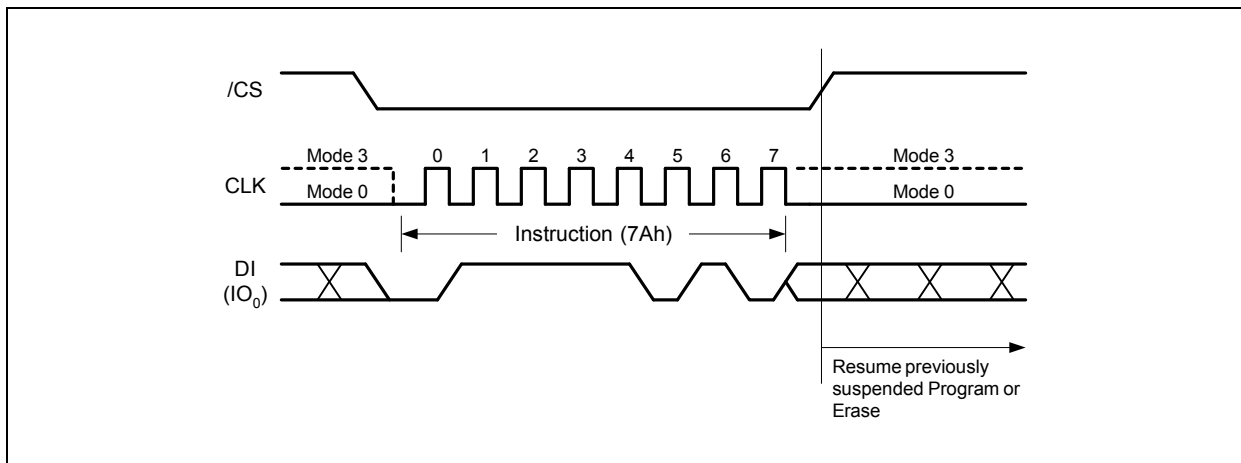 /CS
Mode 3 0 1 2 3 4 5 6 7 Mode 3
CLK
Mode 0 Mode 0
Instruction (7Ah)
DI
(IO0)
Resume previously
suspended Program or
Erase